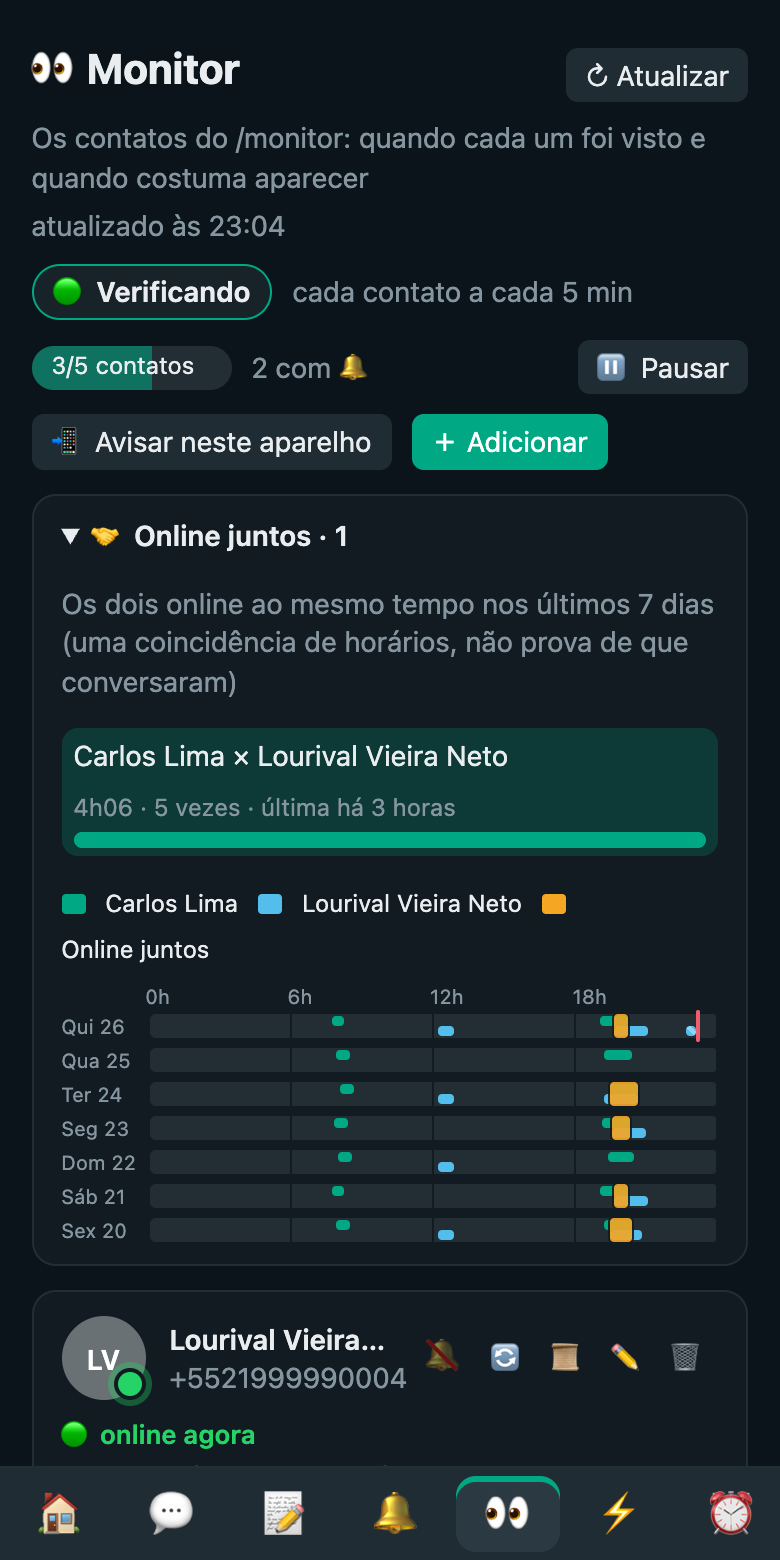 👀 Monitor
↻ Atualizar
Os contatos do /monitor: quando cada um foi visto e
quando costuma aparecer
atualizado às 23:04
🟢 Verificando
cada contato a cada 5 min
3/5 contatos
2 com 🔔
⏸ Pausar
📲 Avisar neste aparelho
+ Adicionar
▼ 🤝 Online juntos · 1
Os dois online ao mesmo tempo nos últimos 7 dias
(uma coincidência de horários, não prova de que
conversaram)
Carlos Lima × Lourival Vieira Neto
4h06 · 5 vezes · última há 3 horas
Carlos Lima
Lourival Vieira Neto
Online juntos
0h 6h 12h 18h
Qui 26
Qua 25
Ter 24
Seg 23
Dom 22
Sáb 21
Sex 20
LV
Lourival Vieira...
+5521999990004
🟢 online agora